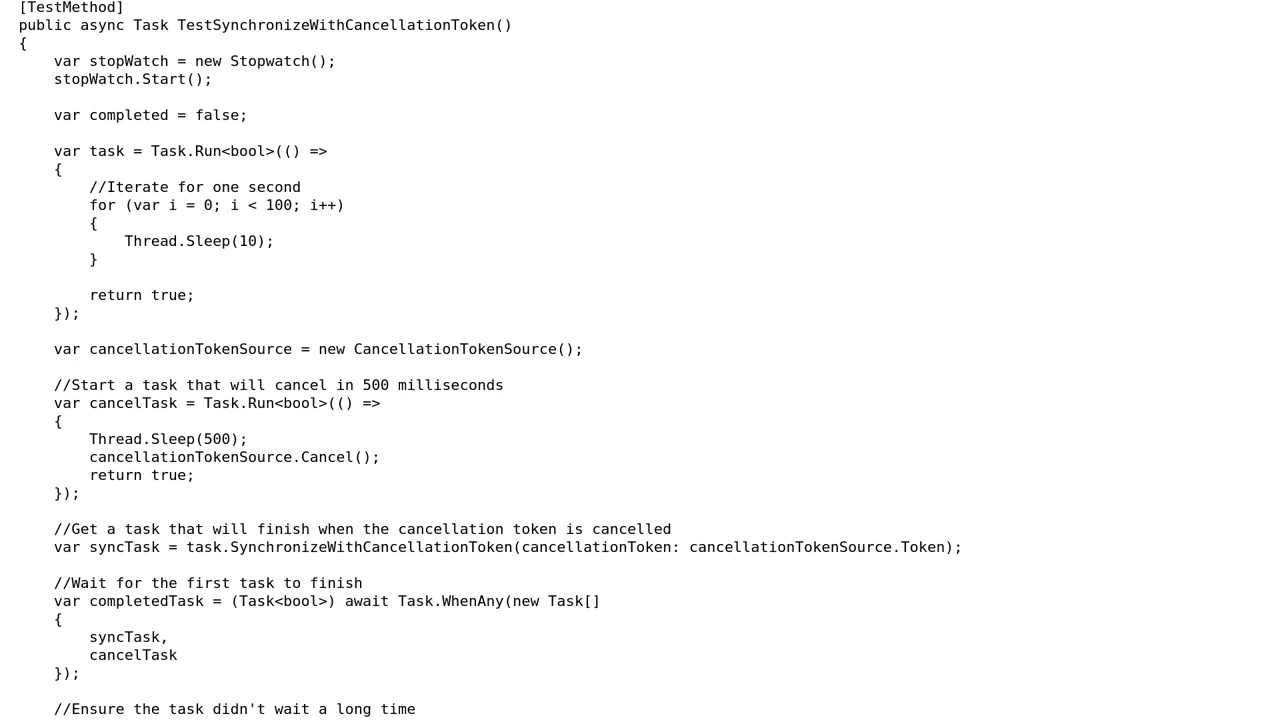 [TestMethod]
public async Task TestSynchronizeWithCancellationToken()
{
    var stopWatch = new Stopwatch();
    stopWatch.Start();

    var completed = false;

    var task = Task.Run<bool>(() =>
    {
        //Iterate for one second
        for (var i = 0; i < 100; i++)
        {
            Thread.Sleep(10);
        }

        return true;
    });

    var cancellationTokenSource = new CancellationTokenSource();

    //Start a task that will cancel in 500 milliseconds
    var cancelTask = Task.Run<bool>(() =>
    {
        Thread.Sleep(500);
        cancellationTokenSource.Cancel();
        return true;
    });

    //Get a task that will finish when the cancellation token is cancelled
    var syncTask = task.SynchronizeWithCancellationToken(cancellationToken: cancellationTokenSource.Token);

    //Wait for the first task to finish
    var completedTask = (Task<bool>) await Task.WhenAny(new Task[]
    {
        syncTask,
        cancelTask
    });

    //Ensure the task didn't wait a long time